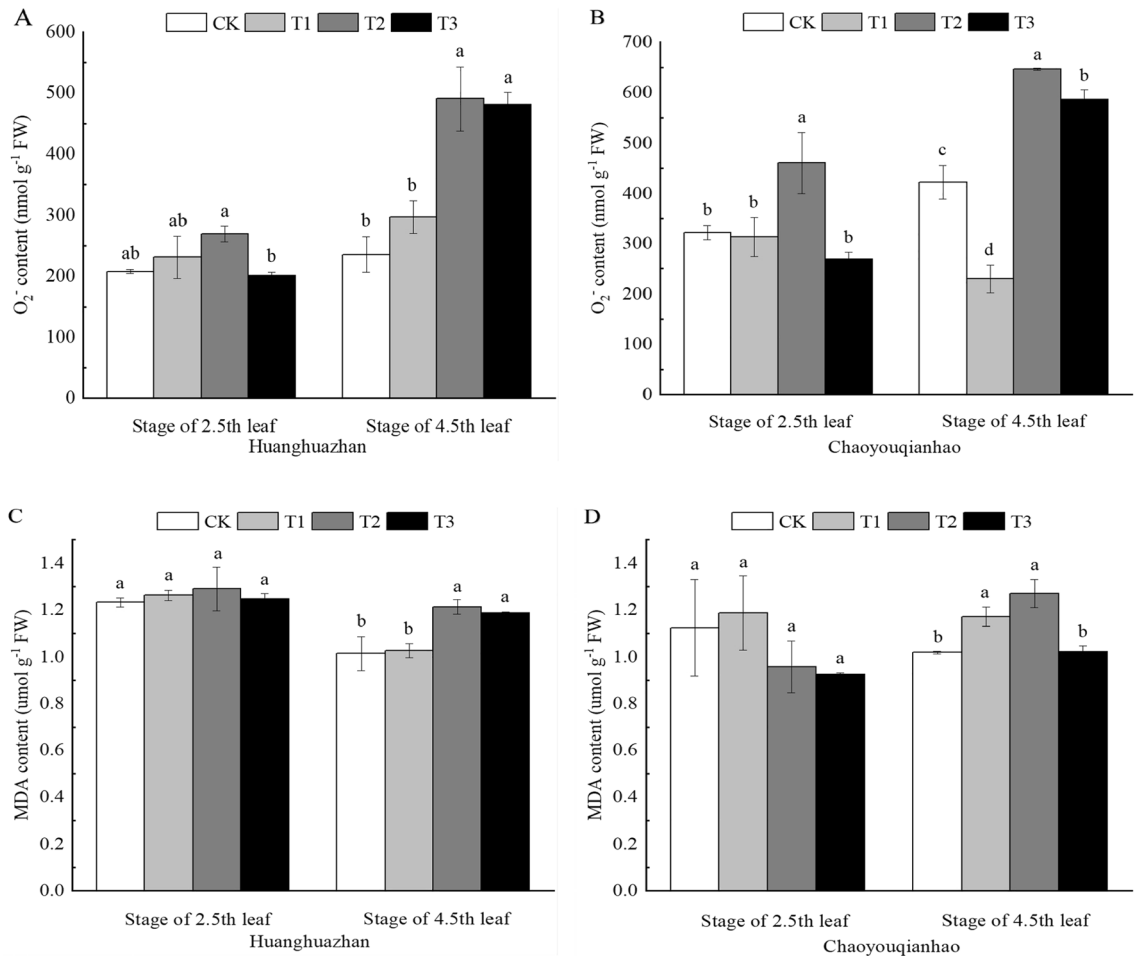 A
CK T1 T2 T3
O₂⁻ content (nmol g⁻¹ FW)
600
500
400
300
200
100
0
ab ab a b
b b a a
Stage of 2.5th leaf Stage of 4.5th leaf
Huanghuazhan
B
CK T1 T2 T3
O₂⁻ content (nmol g⁻¹ FW)
700
600
500
400
300
200
100
0
b b a b
c d a b
Stage of 2.5th leaf Stage of 4.5th leaf
Chaoyouqianhao
C
CK T1 T2 T3
MDA content (umol g⁻¹ FW)
1.4
1.2
1.0
0.8
0.6
0.4
0.2
0.0
a a a a
b b a a
Stage of 2.5th leaf Stage of 4.5th leaf
Huanghuazhan
D
CK T1 T2 T3
MDA content (umol g⁻¹ FW)
1.4
1.2
1.0
0.8
0.6
0.4
0.2
0.0
a a a a
b a a b
Stage of 2.5th leaf Stage of 4.5th leaf
Chaoyouqianhao